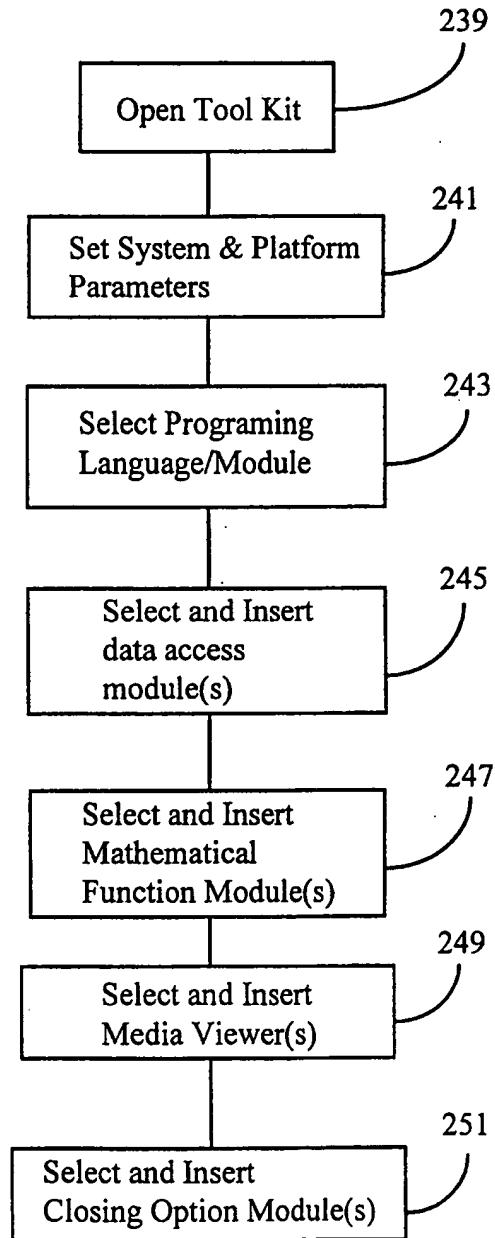 239
Open Tool Kit
241
Set System & Platform
Parameters
243
Select Programing
Language/Module
245
Select and Insert
data access
module(s)
247
Select and Insert
Mathematical
Function Module(s)
249
Select and Insert
Media Viewer(s)
251
Select and Insert
Closing Option Module(s)